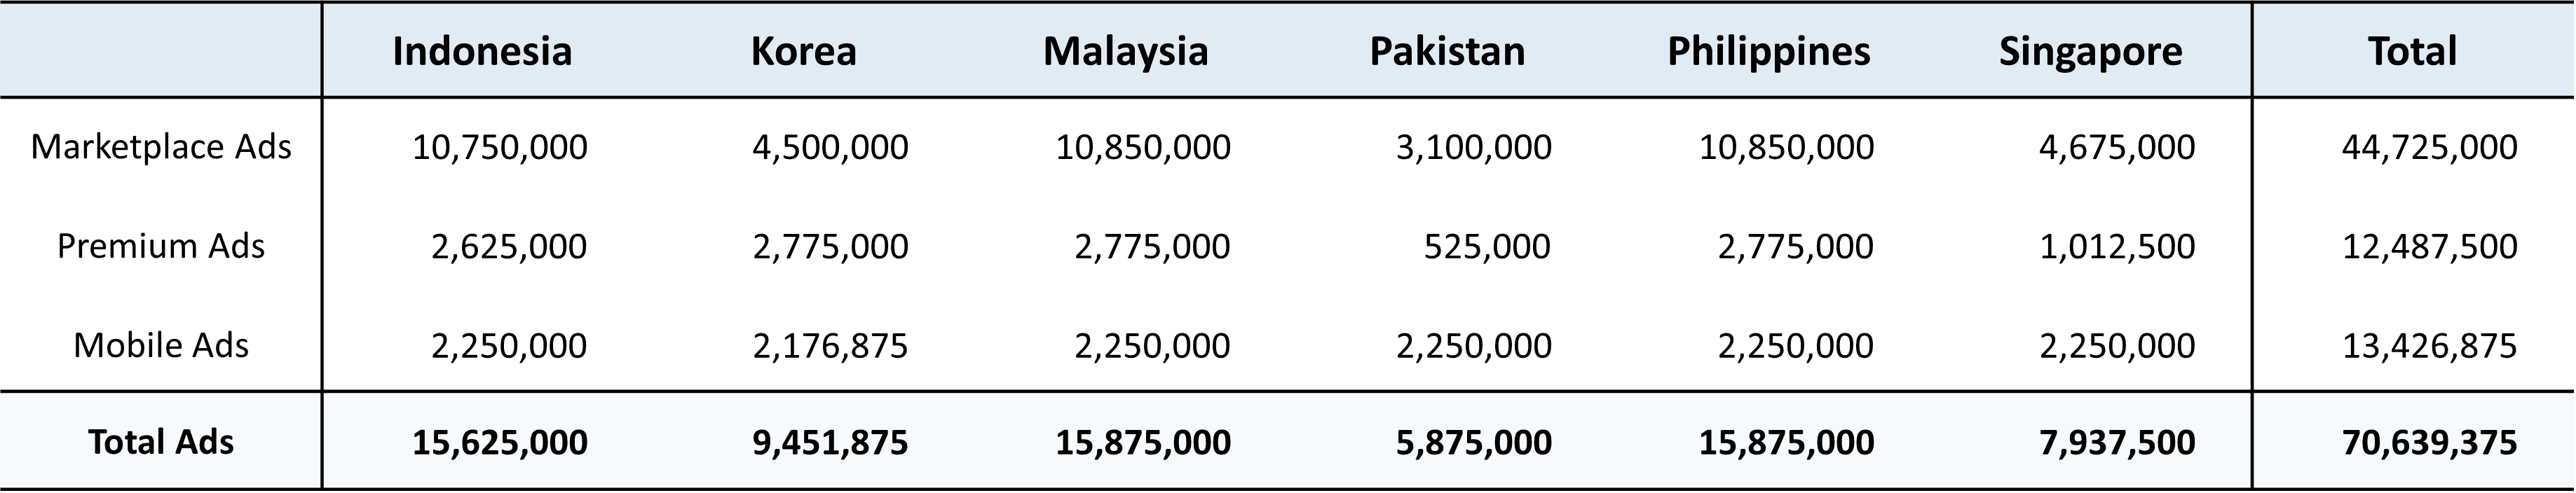 Indonesia Korea Malaysia Pakistan Philippines Singapore Total
Marketplace Ads 10,750,000 4,500,000 10,850,000 3,100,000 10,850,000 4,675,000 44,725,000
Premium Ads 2,625,000 2,775,000 2,775,000 525,000 2,775,000 1,012,500 12,487,500
Mobile Ads 2,250,000 2,176,875 2,250,000 2,250,000 2,250,000 2,250,000 13,426,875
Total Ads 15,625,000 9,451,875 15,875,000 5,875,000 15,875,000 7,937,500 70,639,375